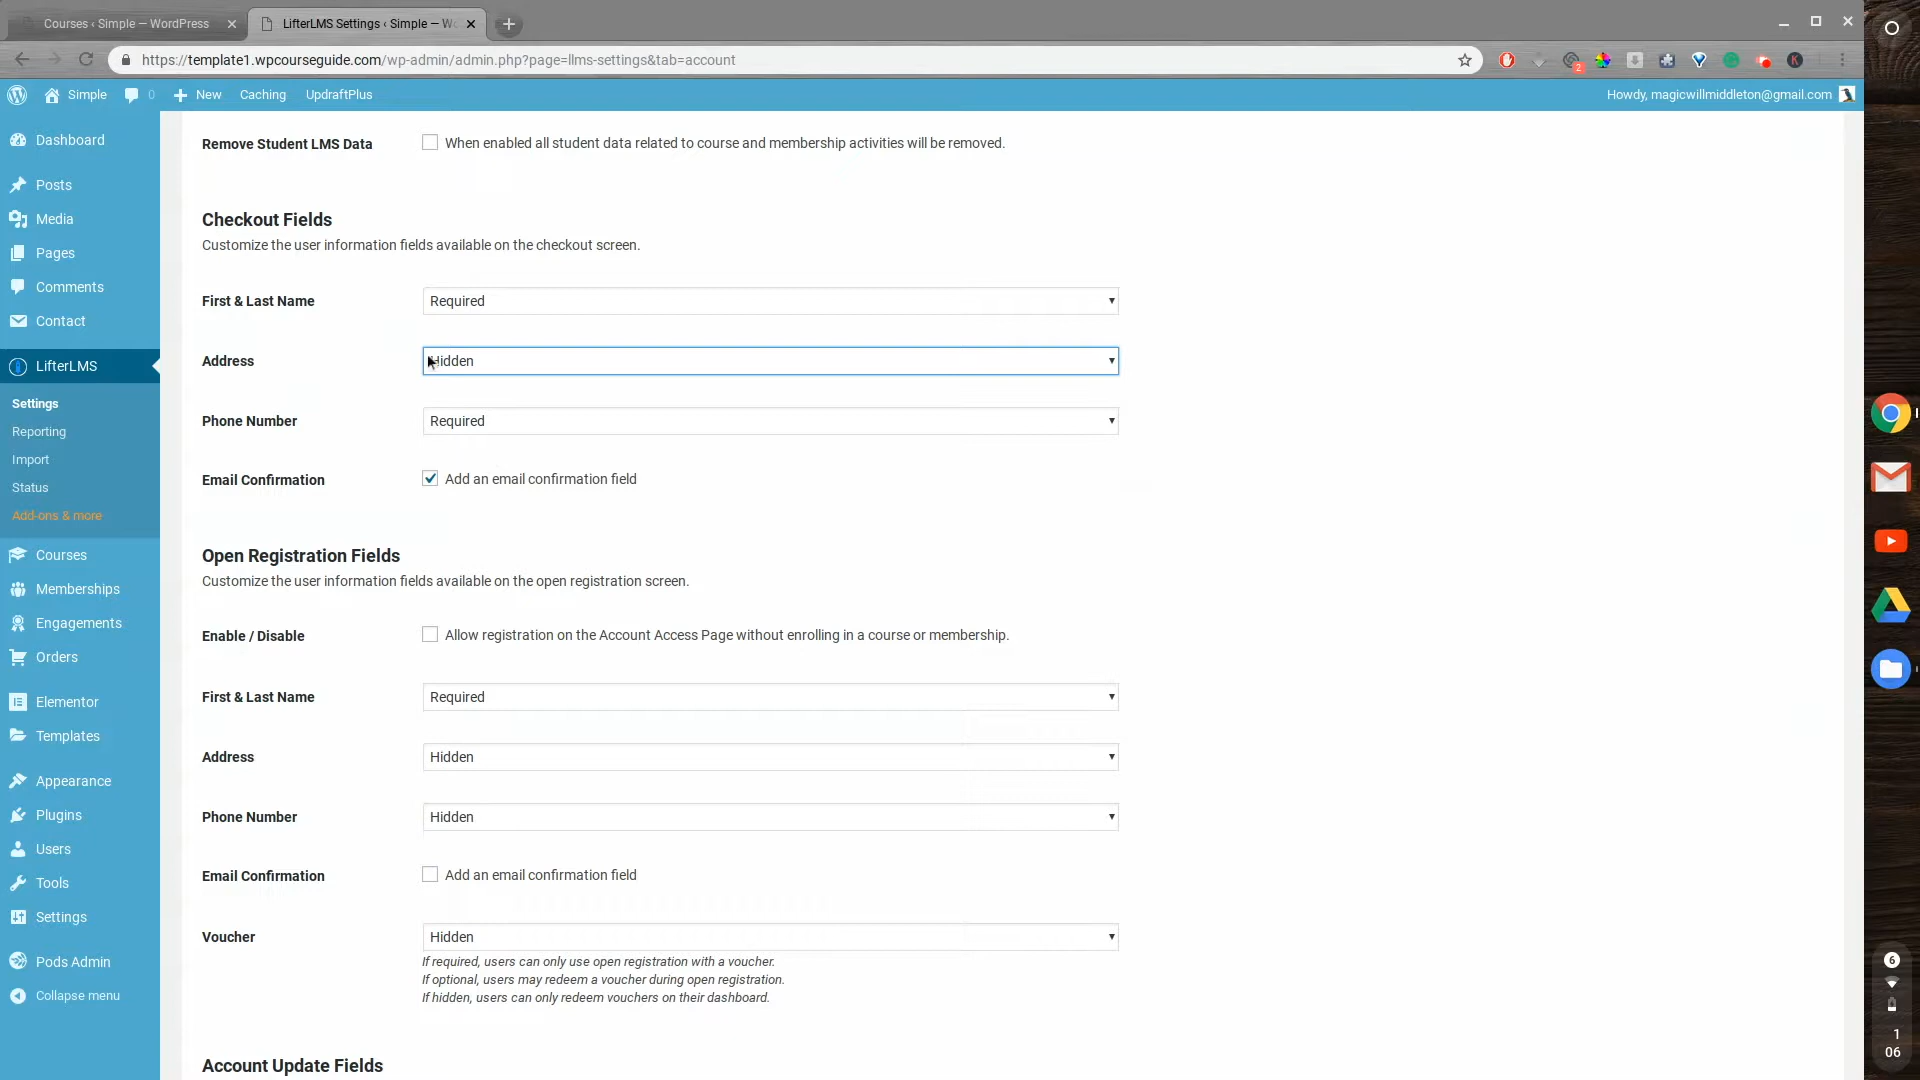 Courses ‹ Simple — WordPress
LifterLMS Settings ‹ Simple — W
https://template1.wpcourseguide.com/wp-admin/admin.php?page=llms-settings&tab=account
2
K
Simple
0
New
Caching
UpdraftPlus
Howdy, magicwillmiddleton@gmail.com
Dashboard
Posts
Media
Pages
Comments
Contact
LifterLMS
Settings
Reporting
Import
Status
Add-ons & more
Courses
Memberships
Engagements
Orders
Elementor
Templates
Appearance
Plugins
Users
Tools
Settings
Pods Admin
Collapse menu
Remove Student LMS Data
When enabled all student data related to course and membership activities will be removed.
Checkout Fields
Customize the user information fields available on the checkout screen.
First & Last Name
Required
Address
Hidden
Phone Number
Required
Email Confirmation
Add an email confirmation field
Open Registration Fields
Customize the user information fields available on the open registration screen.
Enable / Disable
Allow registration on the Account Access Page without enrolling in a course or membership.
First & Last Name
Required
Address
Hidden
Phone Number
Hidden
Email Confirmation
Add an email confirmation field
Voucher
Hidden
If required, users can only use open registration with a voucher.
If optional, users may redeem a voucher during open registration.
If hidden, users can only redeem vouchers on their dashboard.
Account Update Fields
6
1
06